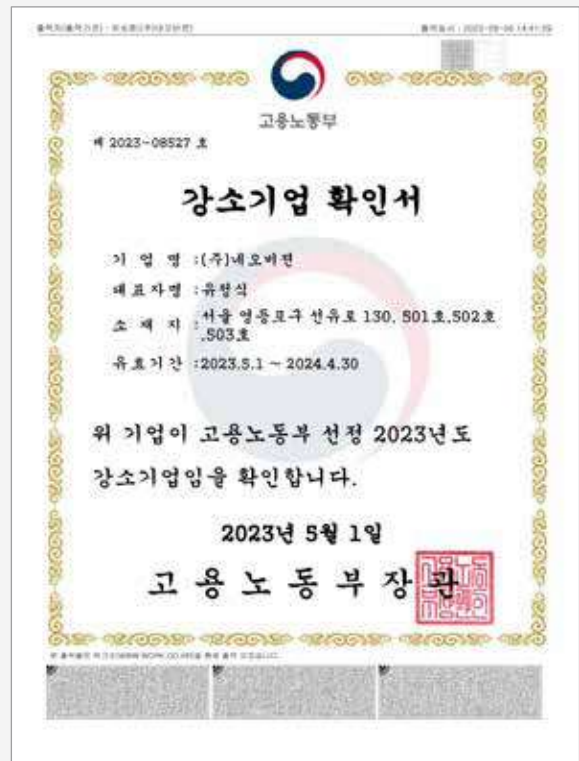 고용노동부
제 2023-08527 호
강소기업 확인서
기 업 명 :(주)네오비젼
대표자명 :유형식
소 재 지 :서울 영등포구 선유로 130, 501호,502호
,503호
유효기간 :2023.5.1 ~ 2024.4.30
위 기업이 고용노동부 선정 2023년도
강소기업임을 확인합니다.
2023년 5월 1일
고 용 노 동 부 장 관